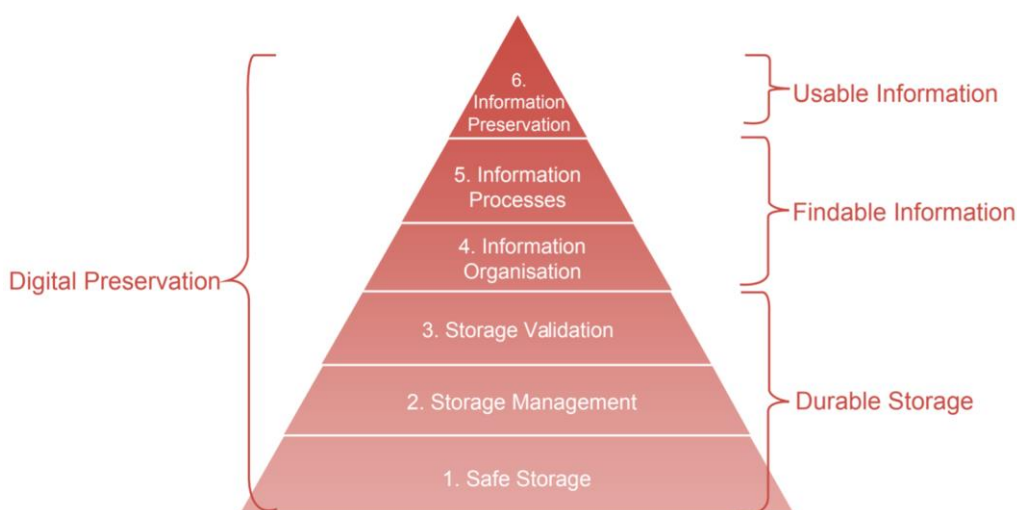 6.
Information
Preservation
Usable Information
5. Information
Processes
Findable Information
4. Information
Organisation
Digital Preservation
3. Storage Validation
2. Storage Management
Durable Storage
1. Safe Storage